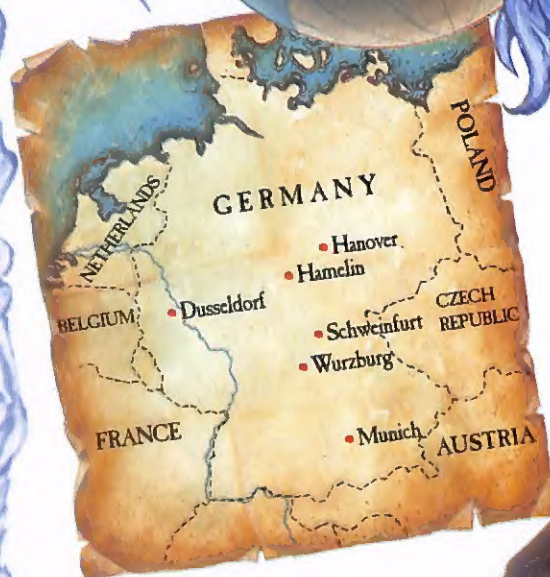 POLAND
NETHERLANDS
GERMANY
Hanover
Hamelin
CZECH
REPUBLIC
BELGIUM
Dusseldorf
Schweinfurt
Wurzburg
FRANCE
Munich
AUSTRIA